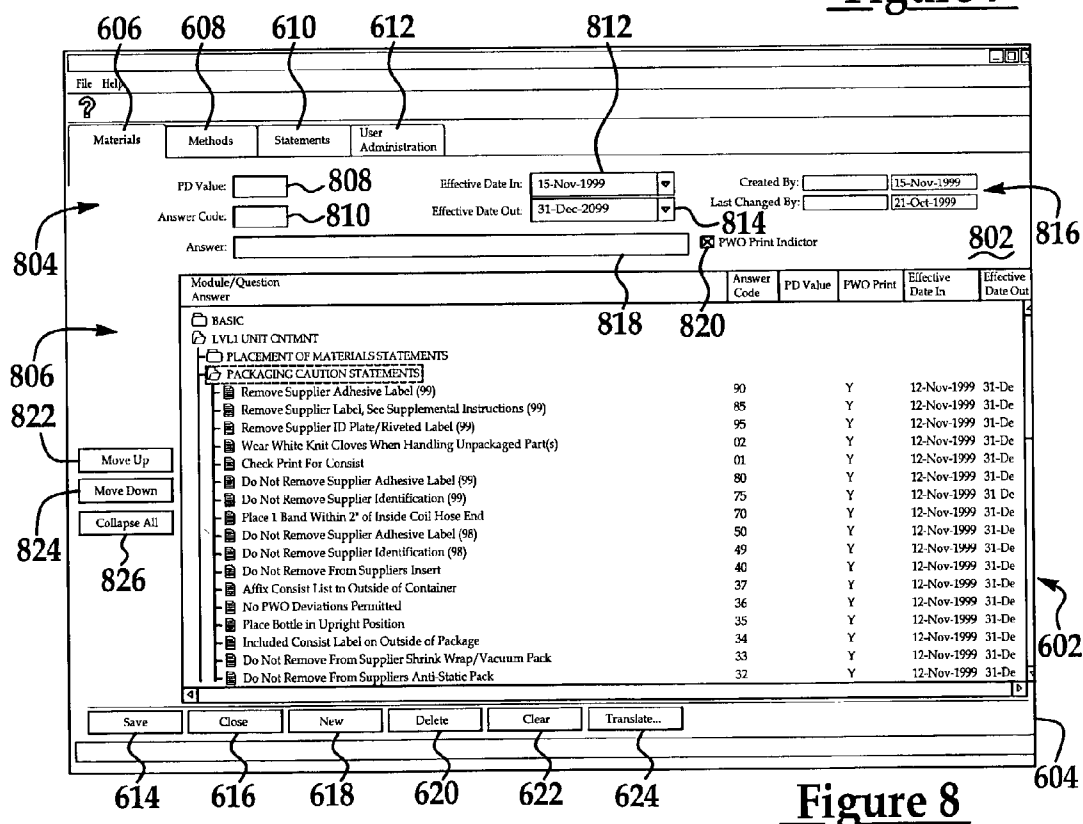 606 608 610 612 812
File Help
Materials Methods Statements User Administration
PD Value: 808 Effective Date In: 15-Nov-1999 Created By: 15-Nov-1999
Answer Code: 810 Effective Date Out: 31-Dec-2099 814 Last Changed By: 21-Oct-1999 816
804 Answer: PWO Print Indictor 802
Module/Question Answer Answer Code PD Value PWO Print Effective Date In Effective Date Out
818 820
BASIC
LVL1 UNIT CNTMNT
806 PLACEMENT OF MATERIALS STATEMENTS
PACKAGING CAUTION STATEMENTS
Remove Supplier Adhesive Label (99) 90 Y 12-Nov-1999 31-De
822 Remove Supplier Label, See Supplemental Instructions (99) 85 Y 12-Nov-1999 31-De
Remove Supplier ID Plate/Riveted Label (99) 95 Y 12-Nov-1999 31-De
Wear White Knit Gloves When Handling Unpackaged Part(s) 02 Y 12-Nov-1999 31-De
Move Up Check Print For Consist 01 Y 12-Nov-1999 31-De
Do Not Remove Supplier Adhesive Label (99) 80 Y 12-Nov-1999 31-De
Move Down Do Not Remove Supplier Identification (99) 75 Y 12-Nov-1999 31 De
Place 1 Band Within 2" of Inside Coil Hose End 70 Y 12-Nov-1999 31-De
Collapse All Do Not Remove Supplier Adhesive Label (98) 50 Y 12-Nov-1999 31-De
824 Do Not Remove Supplier Identification (98) 49 Y 12-Nov-1999 31-De
826 Do Not Remove From Suppliers Insert 40 Y 12-Nov-1999 31-De
Affix Consist List to Outside of Container 37 Y 12-Nov-1999 31-De
No PWO Deviations Permitted 36 Y 12-Nov-1999 31-De
Place Bottle in Upright Position 35 Y 12-Nov-1999 31-De
Included Consist Label on Outside of Package 34 Y 12-Nov-1999 31-De 602
Do Not Remove From Supplier Shrink Wrap/Vacuum Pack 33 Y 12-Nov-1999 31-De
Do Not Remove From Suppliers Anti-Static Pack 32 Y 12-Nov-1999 31-De
Save Close New Delete Clear Translate...
604
614 616 618 620 622 624
Figure 8